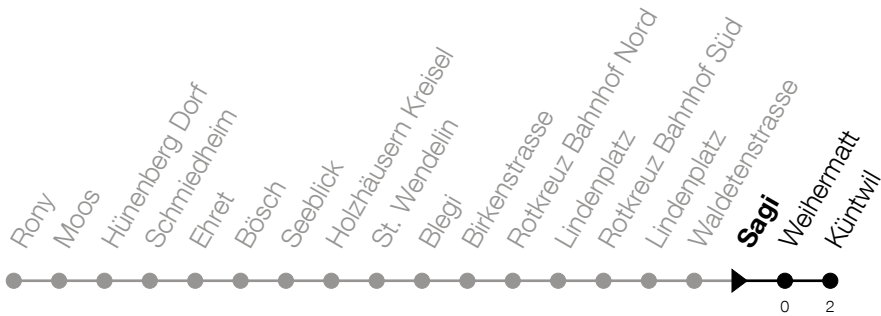 Rony
Moos
Hünenberg Dorf
Schmiedheim
Ehret
Bösch
Seeblick
Holzhäusern Kreisel
St. Wendelin
Blegi
Birkenstrasse
Rotkreuz Bahnhof Nord
Lindenplatz
Rotkreuz Bahnhof Süd
Lindenplatz
Waldetenstrasse
Sagi
Weihermatt
Küntwil
0 2